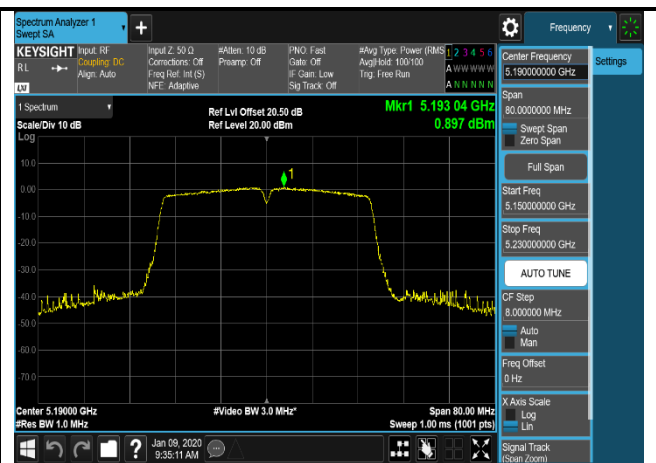 Spectrum Analyzer 1
Swept SA
+
Frequency
KEYSIGHT
RL
LXI
Input: RF
Coupling: DC
Align: Auto
Input Z: 50 Ω
Corrections: Off
Freq Ref: Int (S)
NFE: Adaptive
#Atten: 10 dB
Preamp: Off
PNO: Fast
Gate: Off
IF Gain: Low
Sig Track: Off
#Avg Type: Power (RMS
Avg|Hold: 100/100
Trig: Free Run
1 2 3 4 5 6
A W W W W W
A N N N N N
Center Frequency
5.190000000 GHz
Settings
Span
80.0000000 MHz
Swept Span
Zero Span
Full Span
Start Freq
5.150000000 GHz
Stop Freq
5.230000000 GHz
AUTO TUNE
CF Step
8.000000 MHz
Auto
Man
Freq Offset
0 Hz
X Axis Scale
Log
Lin
Signal Track
(Span Zoom)
1 Spectrum
Scale/Div 10 dB
Log
Ref Lvl Offset 20.50 dB
Ref Level 20.00 dBm
Mkr1 5.193 04 GHz
0.897 dBm
1
10.0
0.00
-10.0
-20.0
-30.0
-40.0
-50.0
-60.0
-70.0
Center 5.19000 GHz
#Res BW 1.0 MHz
#Video BW 3.0 MHz*
Span 80.00 MHz
Sweep 1.00 ms (1001 pts)
?
Jan 09, 2020
9:35:11 AM